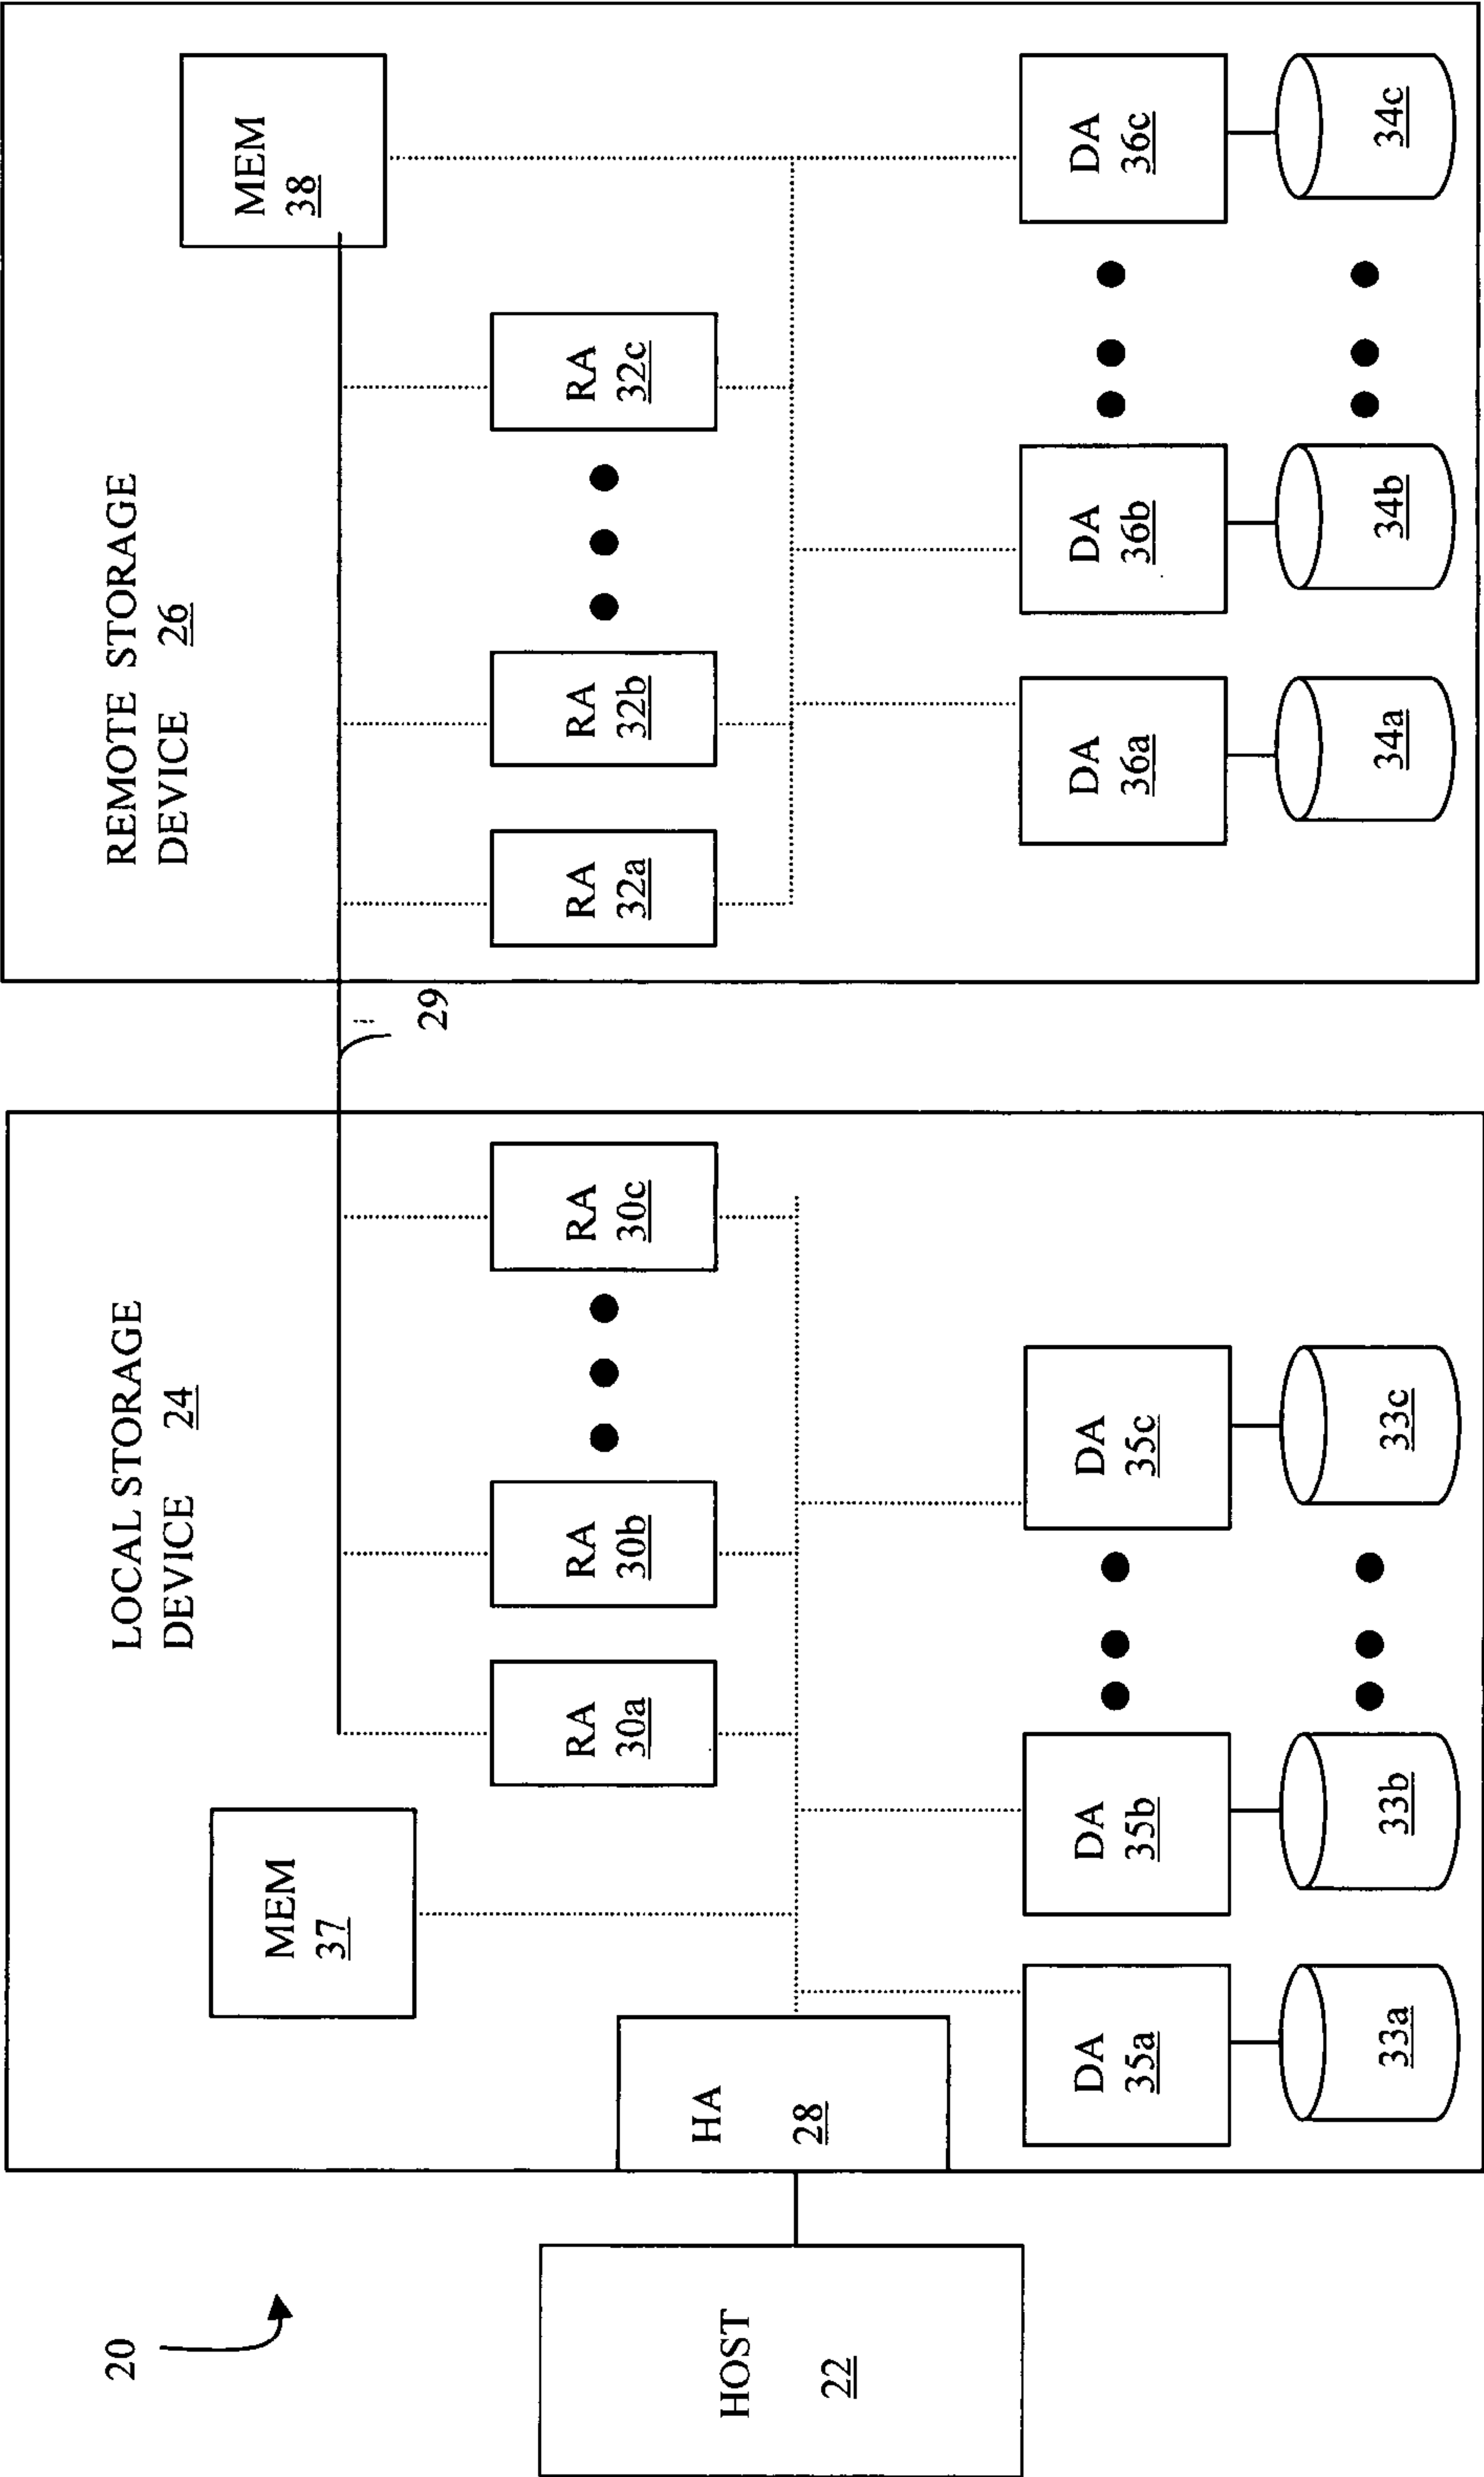 20
HOST
22
LOCAL STORAGE
DEVICE 24
MEM
37
HA
28
RA
30a
RA
30b
RA
30c
DA
35a
DA
35b
DA
35c
33a
33b
33c
29
REMOTE STORAGE
DEVICE 26
MEM
38
RA
32a
RA
32b
RA
32c
DA
36a
DA
36b
DA
36c
34a
34b
34c